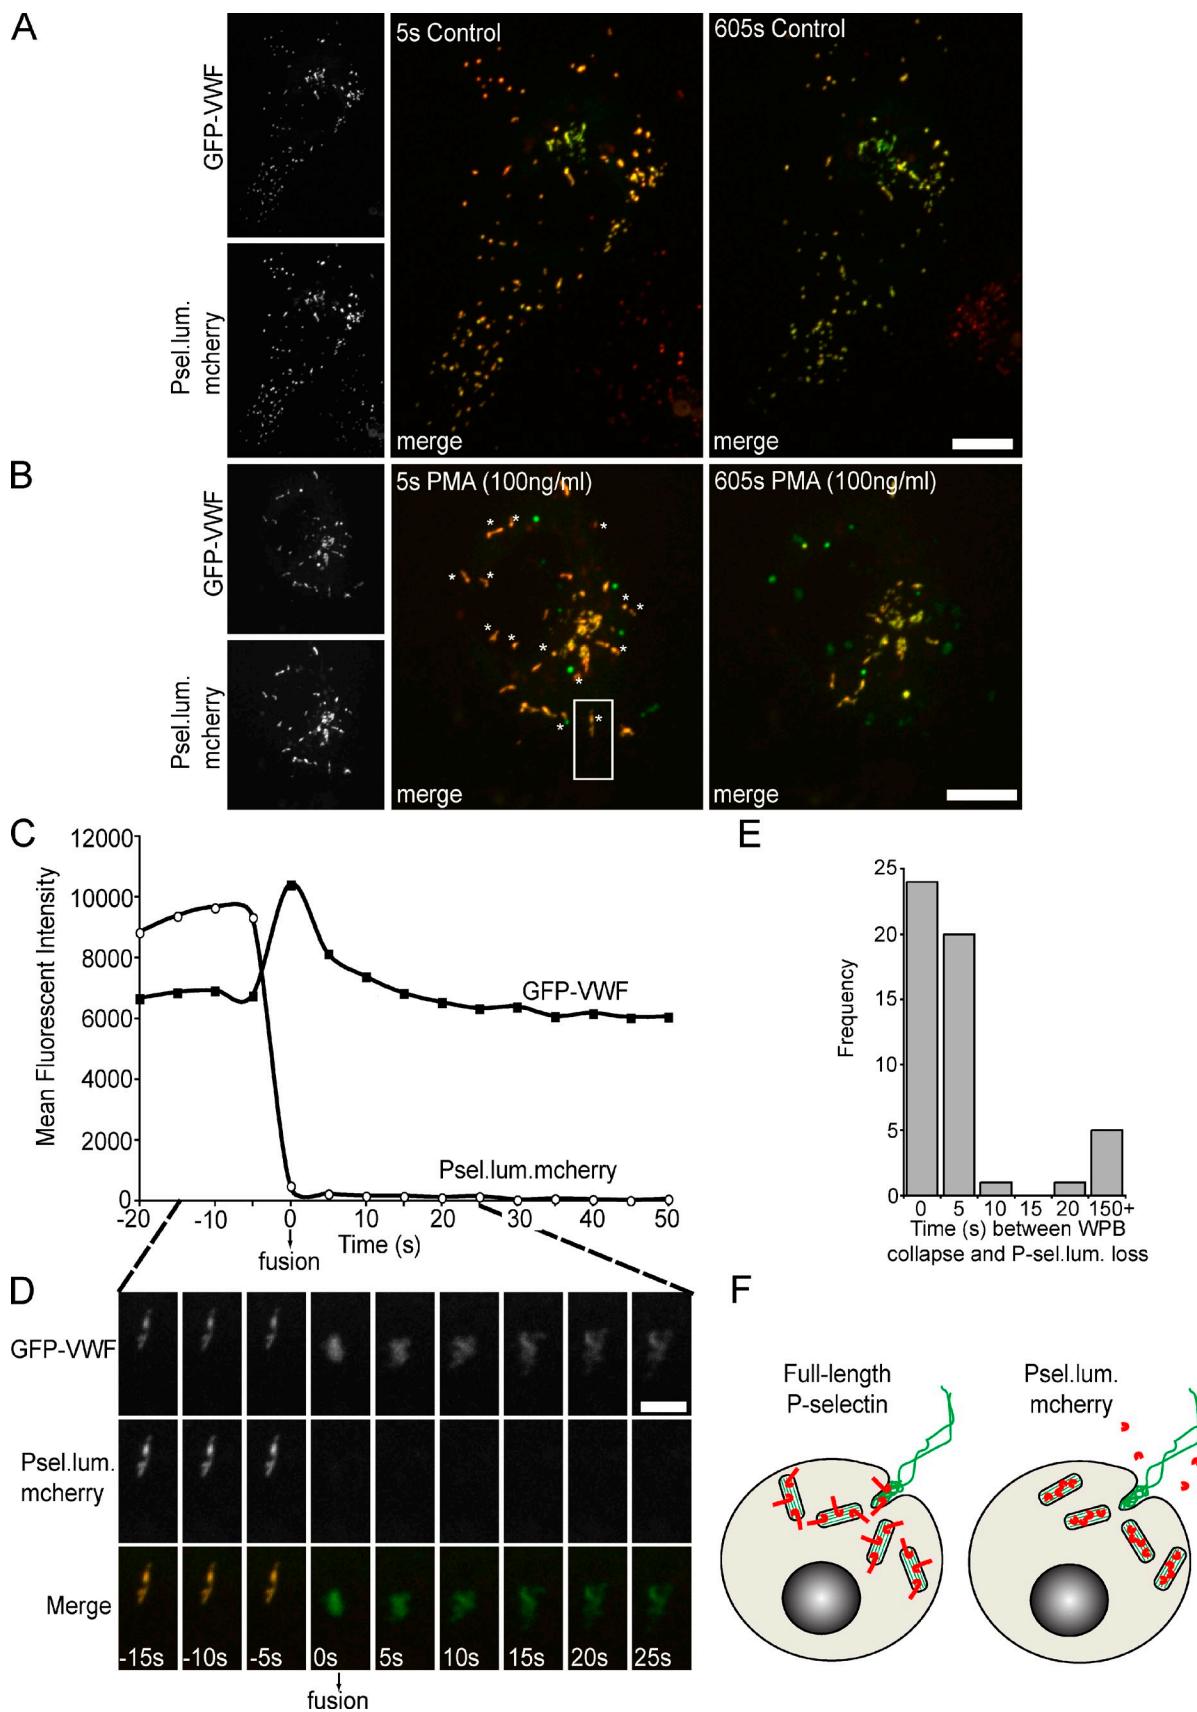 A
GFP-VWF
Psel.lum.
mcherry
5s Control
merge
605s Control
merge
B
GFP-VWF
Psel.lum.
mcherry
5s PMA (100ng/ml)
* * * * * * * * * * * * * * *
merge
605s PMA (100ng/ml)
merge
C
Mean Fluorescent Intensity
12000
10000
8000
6000
4000
2000
0
GFP-VWF
Psel.lum.mcherry
-20 -10 0 10 20 30 40 50
Time (s)
fusion
E
Frequency
25
20
25
10
5
0
0 5 10 15 20 150+
Time (s) between WPB
collapse and P-sel.lum. loss
D
GFP-VWF
Psel.lum.
mcherry
Merge
-15s -10s -5s 0s 5s 10s 15s 20s 25s
fusion
F
Full-length
P-selectin
Psel.lum.
mcherry